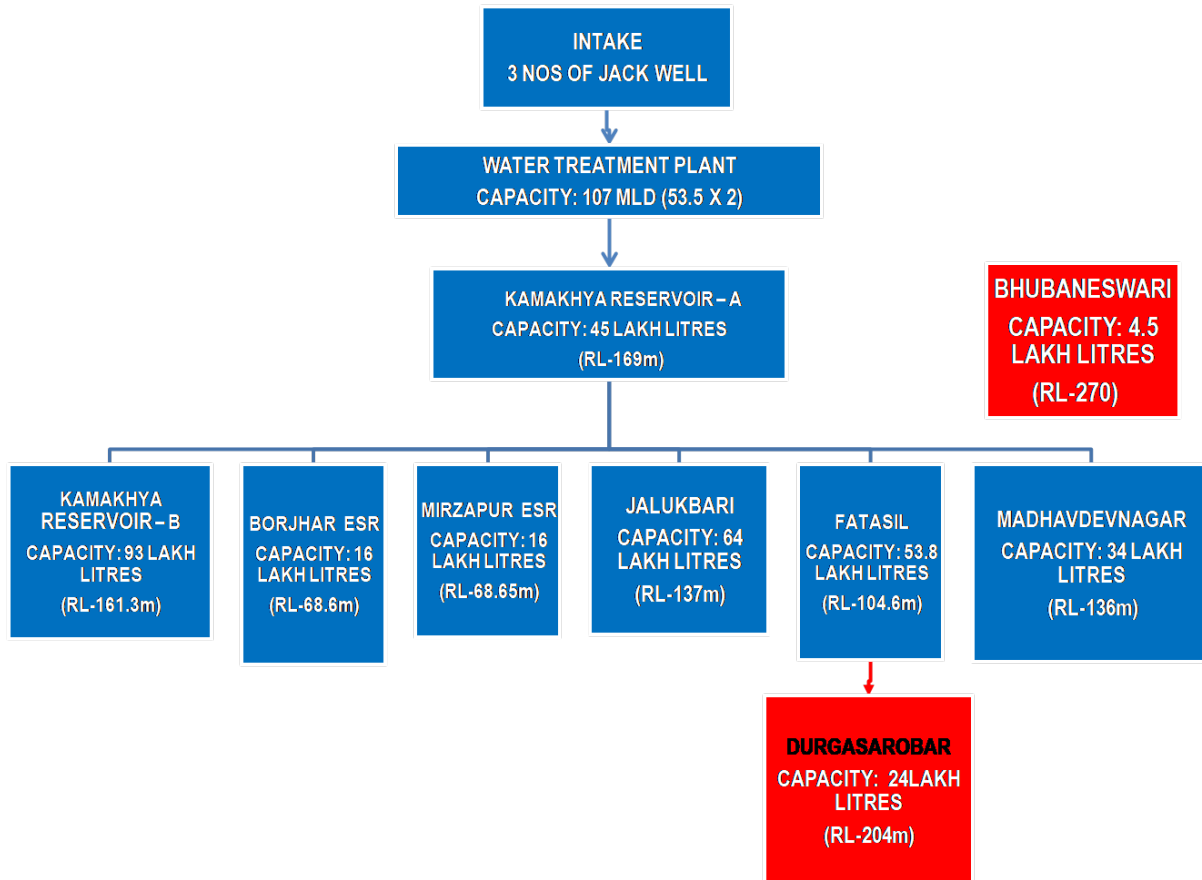 INTAKE
3 NOS OF JACK WELL
WATER TREATMENT PLANT
CAPACITY: 107 MLD (53.5 X 2)
KAMAKHYA RESERVOIR – A
CAPACITY: 45 LAKH LITRES
(RL-169m)
BHUBANESWARI
CAPACITY: 4.5
LAKH LITRES
(RL-270)
KAMAKHYA
RESERVOIR – B
CAPACITY: 93 LAKH
LITRES
(RL-161.3m)
BORJHAR ESR
CAPACITY: 16
LAKH LITRES
(RL-68.6m)
MIRZAPUR ESR
CAPACITY: 16
LAKH LITRES
(RL-68.65m)
JALUKBARI
CAPACITY: 64
LAKH LITRES
(RL-137m)
FATASIL
CAPACITY: 53.8
LAKH LITRES
(RL-104.6m)
MADHAVDEVNAGAR
CAPACITY: 34 LAKH
LITRES
(RL-136m)
DURGASAROBAR
CAPACITY: 24LAKH
LITRES
(RL-204m)